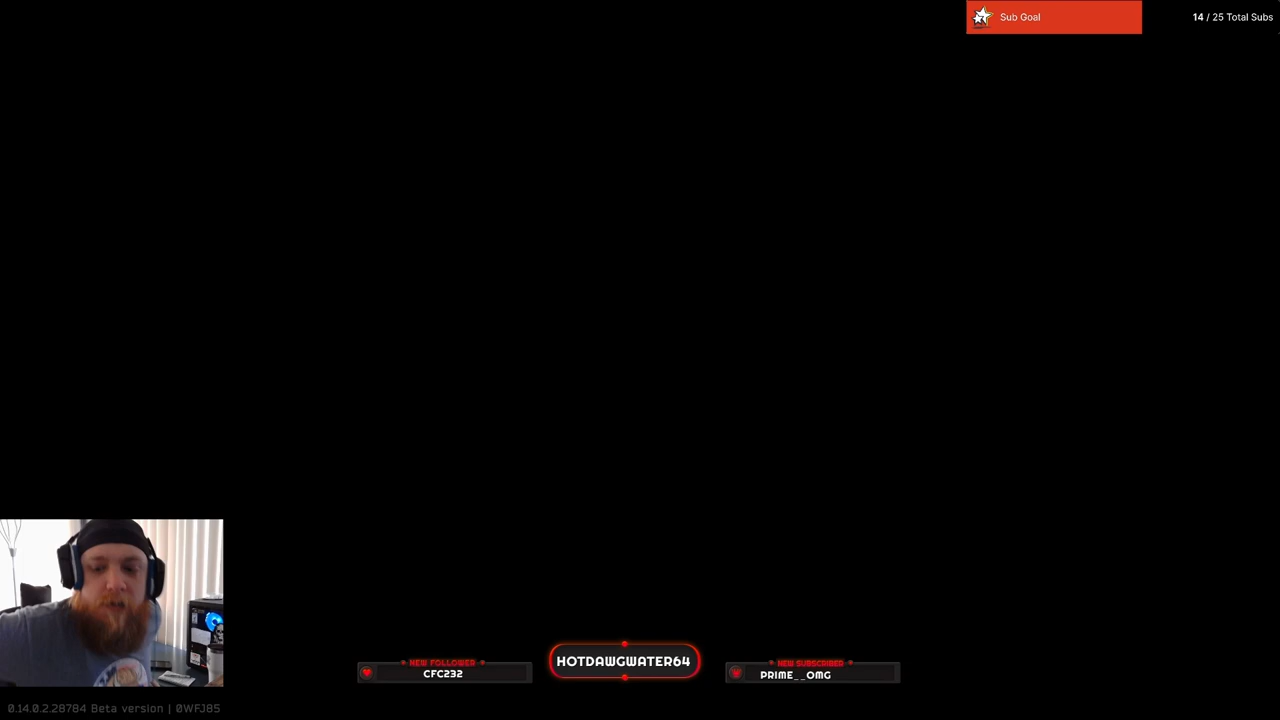 Sub Goal
14 / 25 Total Subs
NEW FOLLOWER
CFC232
HOTDAWGWATER64
NEW SUBSCRIBER
PRIME__OMG
0.14.0.2.28784 Beta version | 0WFJ85